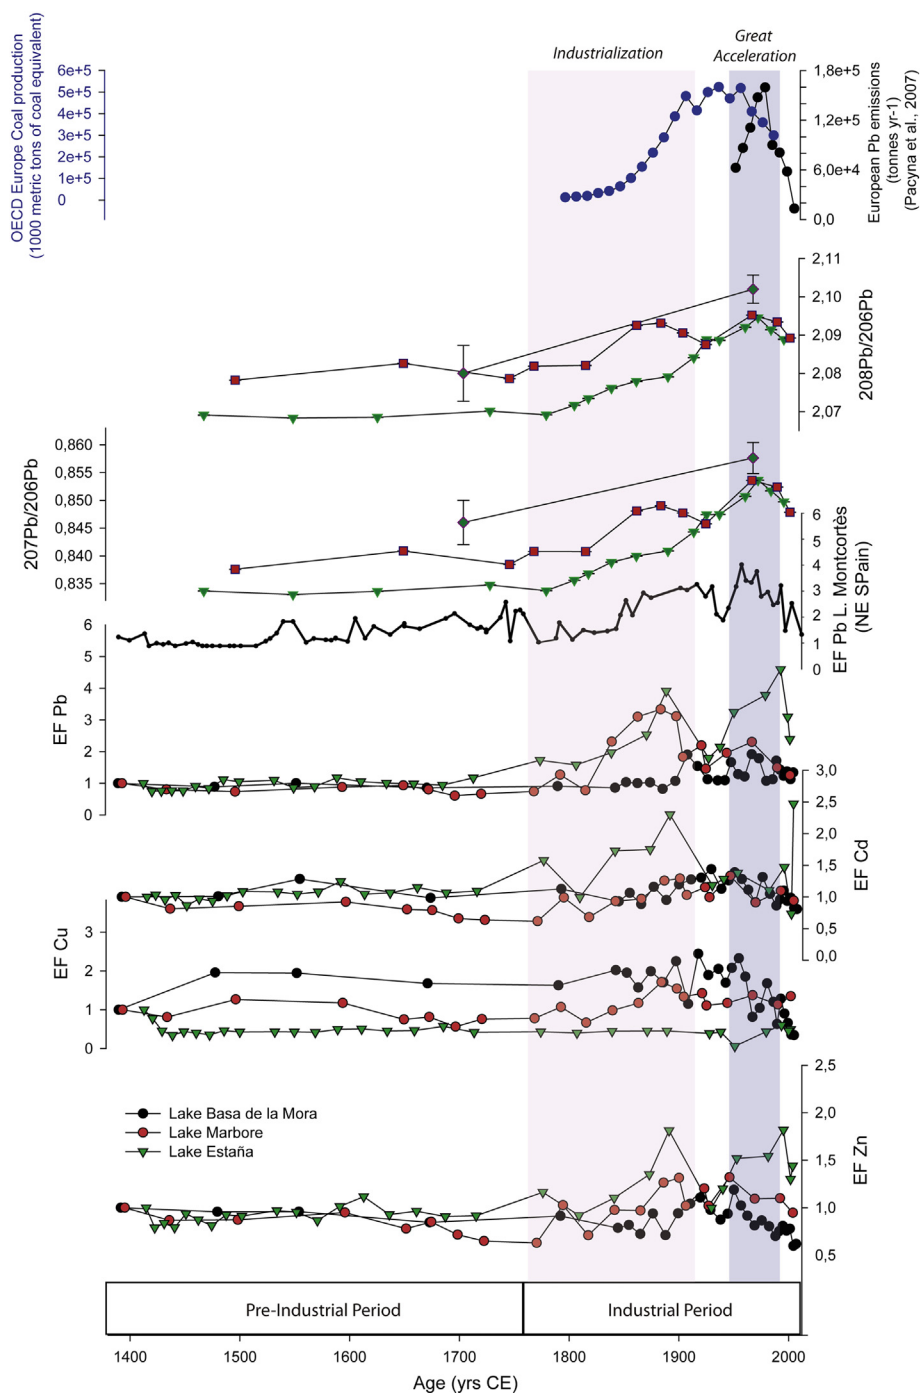 Industrialization
Great
Acceleration
OECD Europe Coal production
(1000 metric tons of coal equivalent)
6e+5
5e+5
4e+5
3e+5
2e+5
1e+5
0
1.8e+5
1,2e+5
6,0e+4
0,0
European Pb emissions
(tonnes yr-1)
(Pacyna et al., 2007)
2,11
2,10
2,09
2,08
2,07
208Pb/206Pb
207Pb/206Pb
0,860
0,855
0,850
0,845
0,840
0,835
6
5
4
3
2
1
0
EF Pb L. Montcortès
(NE SPain)
EF Pb
6
5
4
3
2
1
0
3,0
2,5
2,0
1,5
1,0
0,5
0,0
EF Cd
EF Cu
3
2
1
0
2,5
2,0
1,5
1,0
0,5
EF Zn
Lake Basa de la Mora
Lake Marbore
Lake Estaña
Pre-Industrial Period
Industrial Period
1400 1500 1600 1700 1800 1900 2000
Age (yrs CE)